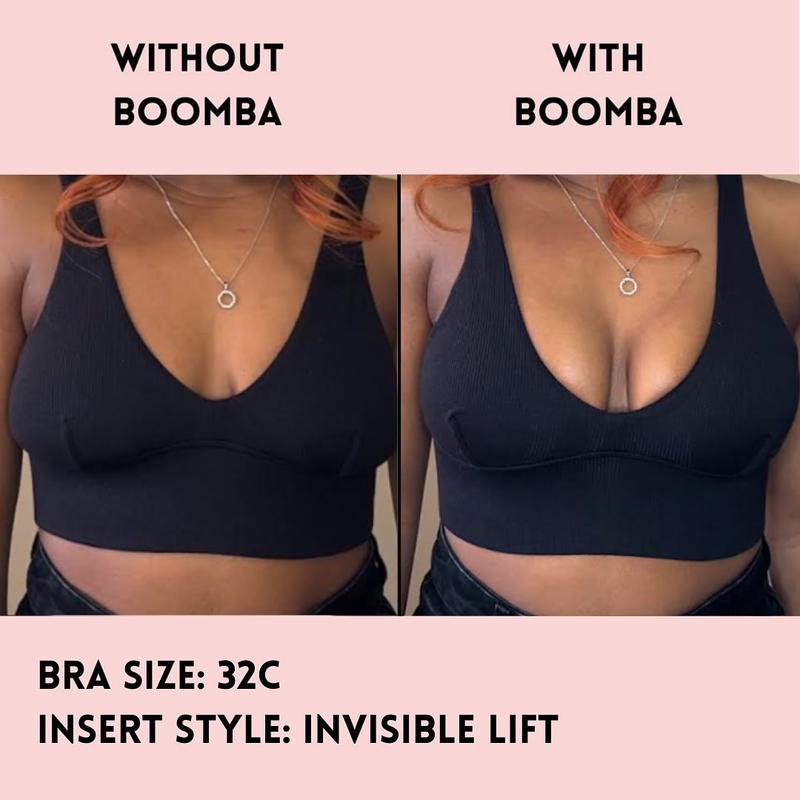 WITHOUT
BOOMBA
WITH
BOOMBA
BRA SIZE: 32C
INSERT STYLE: INVISIBLE LIFT